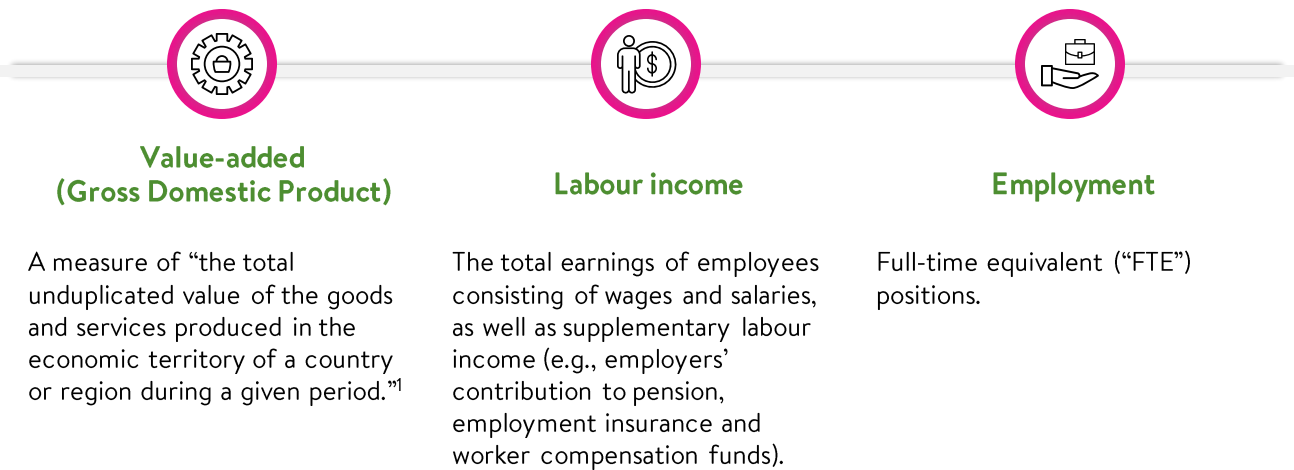 Value-added
(Gross Domestic Product)
A measure of “the total
unduplicated value of the goods
and services produced in the
economic territory of a country
or region during a given period.”1
$
Labour income
The total earnings of employees
consisting of wages and salaries,
as well as supplementary labour
income (e.g., employers’
contribution to pension,
employment insurance and
worker compensation funds).
Employment
Full-time equivalent (“FTE”)
positions.